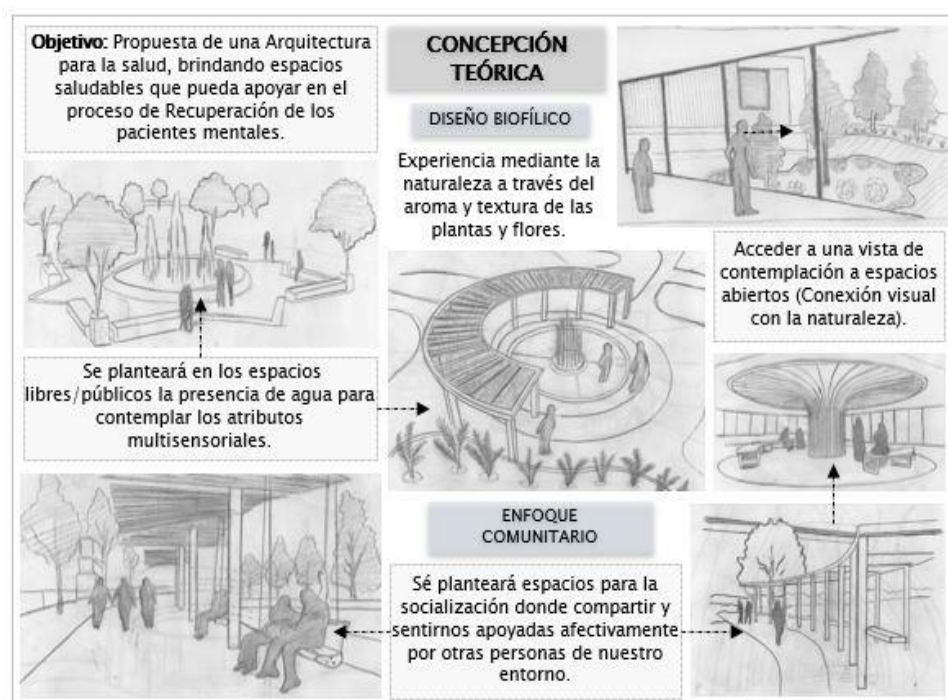 Objetivo: Propuesta de una Arquitectura
para la salud, brindando espacios
saludables que pueda apoyar en el
proceso de Recuperación de los
pacientes mentales.
CONCEPCIÓN
TEÓRICA
DISEÑO BIOFÍLICO
Experiencia mediante la
naturaleza a través del
aroma y textura de las
plantas y flores.
Acceder a una vista de
contemplación a espacios
abiertos (Conexión visual
con la naturaleza).
Se planteará en los espacios
libres/públicos la presencia de agua para
contemplar los atributos
multisensoriales.
ENFOQUE
COMUNITARIO
Sé planteará espacios para la
socialización donde compartir y
sentirnos apoyadas afectivamente
por otras personas de nuestro
entorno.